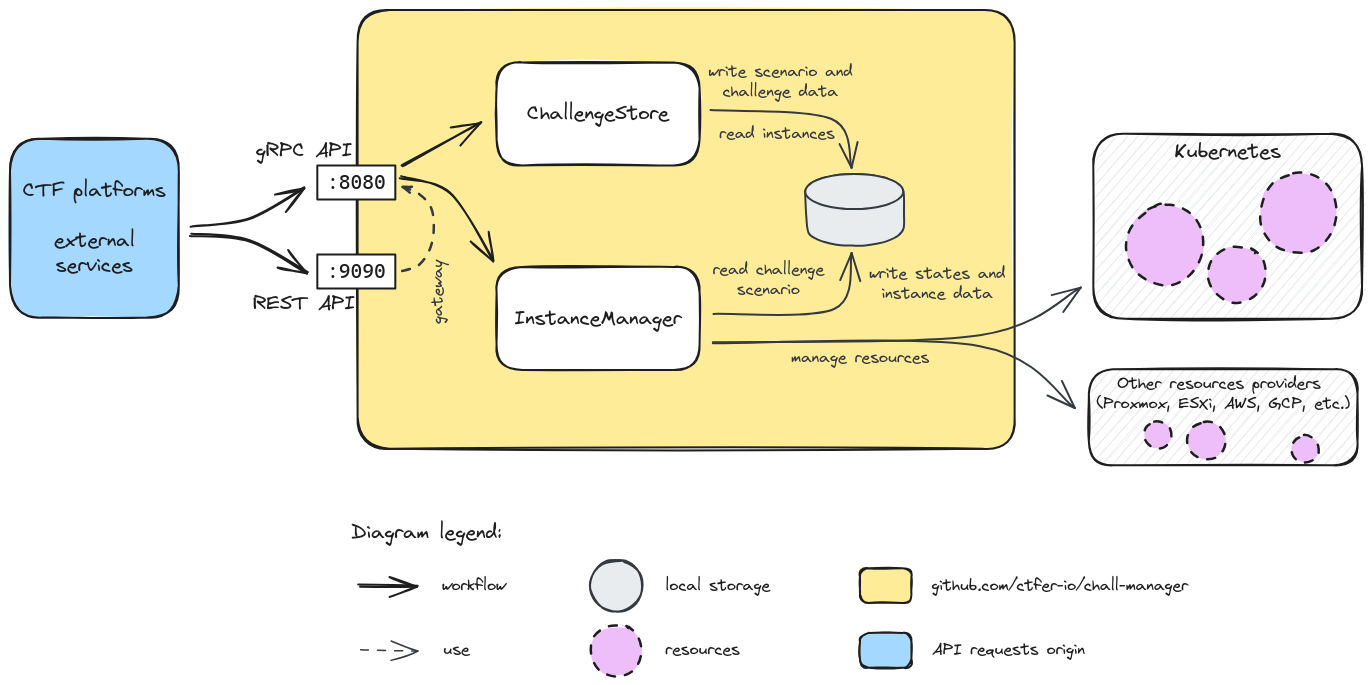 CTF platforms
external
services
gRPC API
:8080
:9090
REST API
gateway
ChallengeStore
write scenario and
challenge data
read instances
InstanceManager
read challenge
scenario
write states and
instance data
manage resources
Kubernetes
Other resources providers
(Proxmox, ESXi, AWS, GCP, etc.)
Diagram legend:
workflow
local storage
github.com/ctfer-io/chall-manager
use
resources
API requests origin